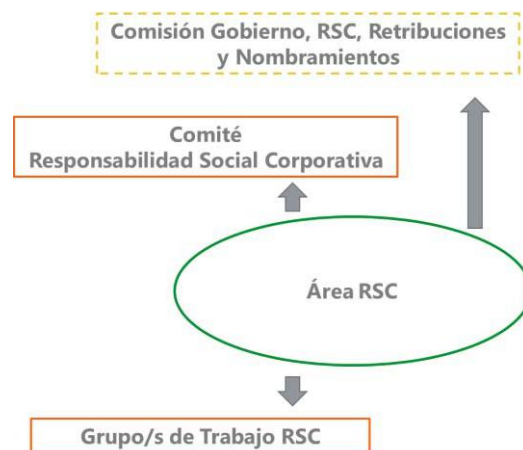 Comisión Gobierno, RSC, Retribuciones
y Nombramientos
Comité
Responsabilidad Social Corporativa
Área RSC
Grupo/s de Trabajo RSC